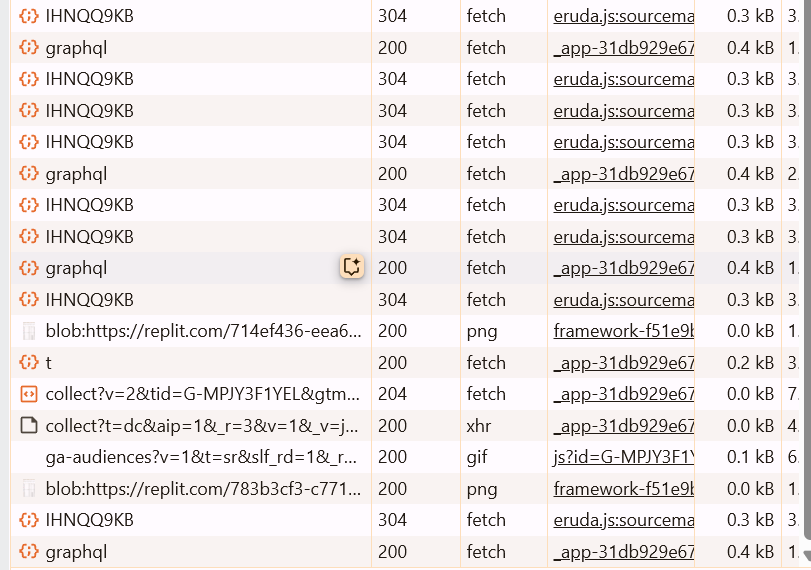 IHNQQ9KB 304 fetch eruda.js:sourcema 0.3 kB 3.
graphql 200 fetch _app-31db929e67 0.4 kB 1.
IHNQQ9KB 304 fetch eruda.js:sourcema 0.3 kB 3.
IHNQQ9KB 304 fetch eruda.js:sourcema 0.3 kB 3.
IHNQQ9KB 304 fetch eruda.js:sourcema 0.3 kB 3.
graphql 200 fetch _app-31db929e67 0.4 kB 2.
IHNQQ9KB 304 fetch eruda.js:sourcema 0.3 kB 3.
IHNQQ9KB 304 fetch eruda.js:sourcema 0.3 kB 3.
graphql 200 fetch _app-31db929e67 0.4 kB 1.
IHNQQ9KB 304 fetch eruda.js:sourcema 0.3 kB 3.
blob:https://replit.com/714ef436-eea6... 200 png framework-f51e9b 0.0 kB 1.
t 200 fetch _app-31db929e67 0.2 kB 3.
collect?v=2&tid=G-MPJY3F1YEL&gtm... 204 fetch _app-31db929e67 0.0 kB 7.
collect?t=dc&aip=1&_r=3&v=1&_v=j... 200 xhr _app-31db929e67 0.0 kB 4.
ga-audiences?v=1&t=sr&slf_rd=1&_r... 200 gif js?id=G-MPJY3F1Y 0.1 kB 6.
blob:https://replit.com/783b3cf3-c771... 200 png framework-f51e9b 0.0 kB 1.
IHNQQ9KB 304 fetch eruda.js:sourcema 0.3 kB 3.
graphql 200 fetch _app-31db929e67 0.4 kB 1.